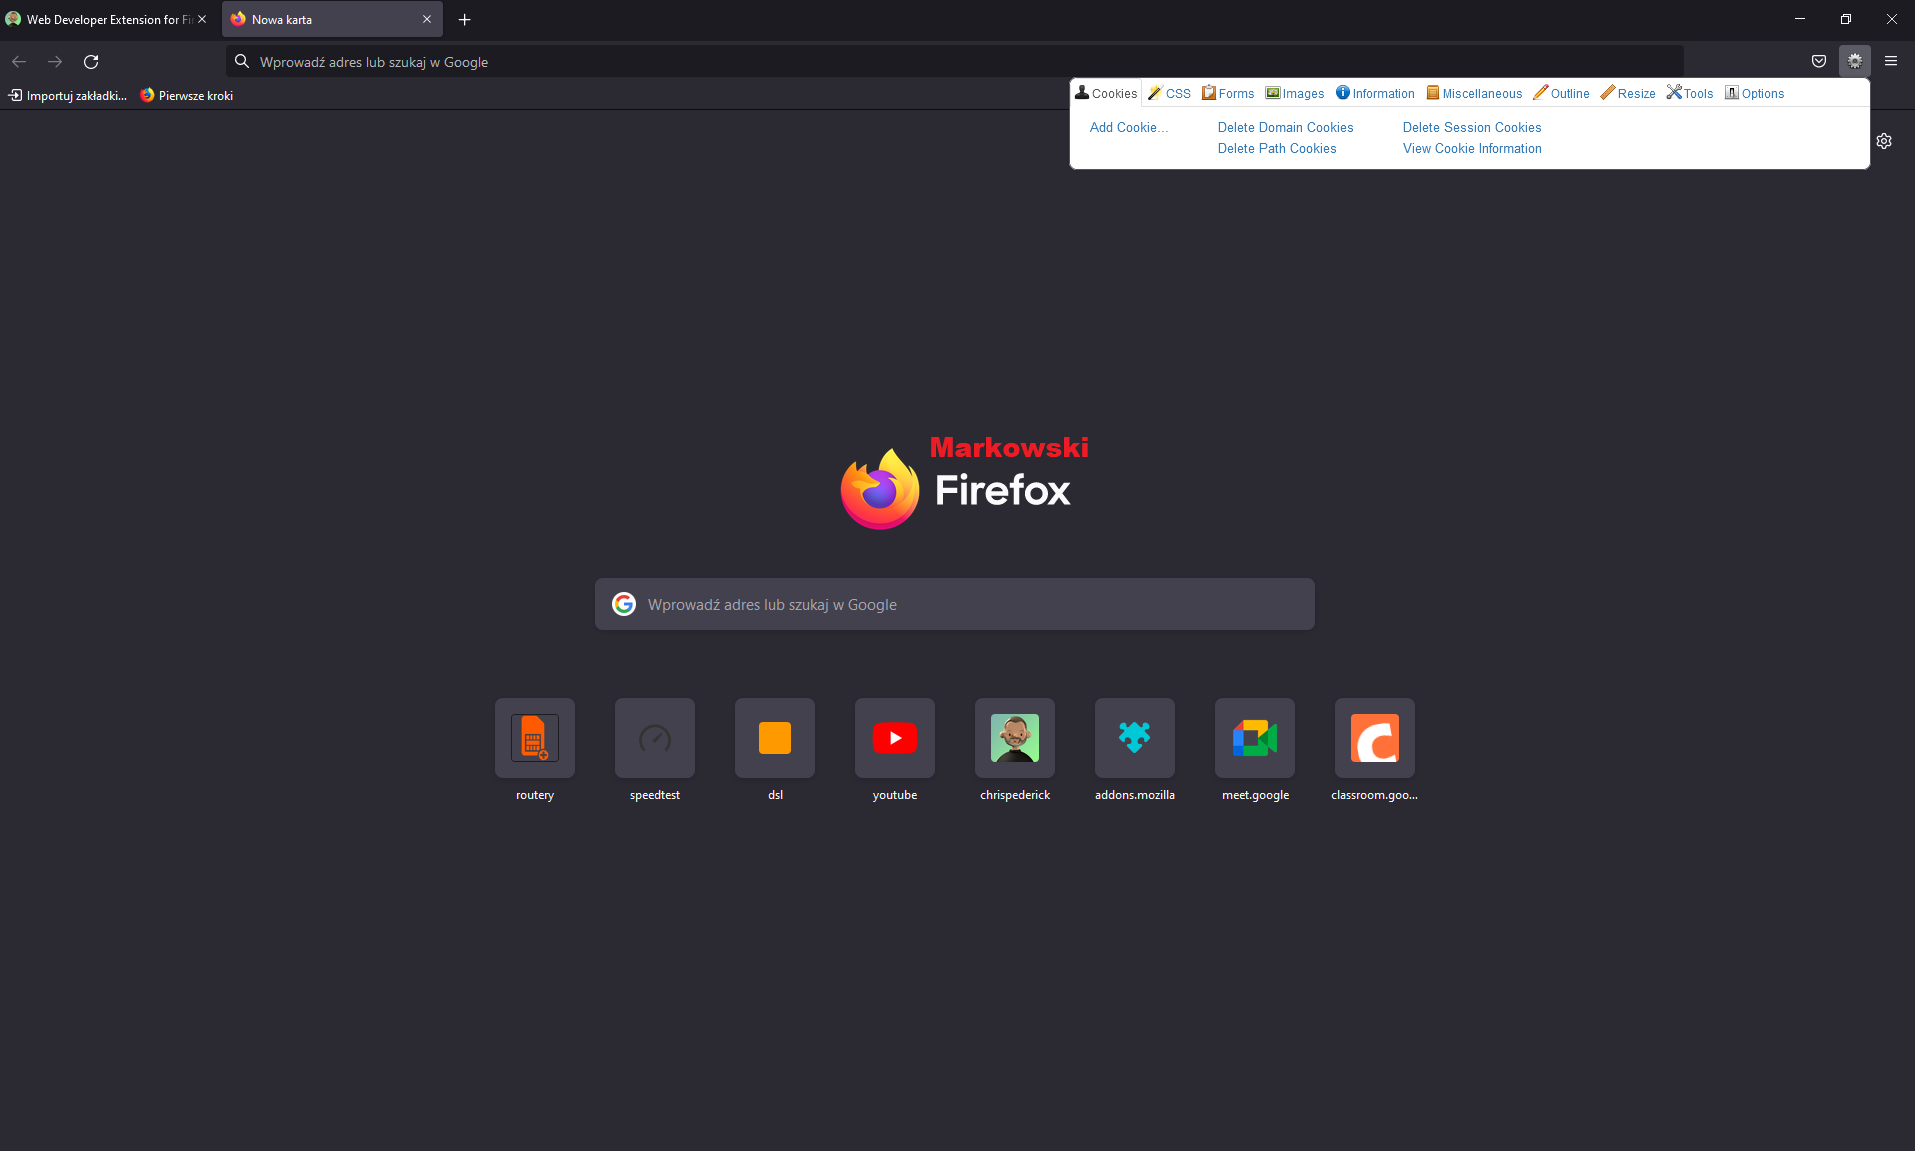 Web Developer Extension for Fi
Nowa karta
Wprowadź adres lub szukaj w Google
Importuj zakładki...
Pierwsze kroki
Cookies
CSS
Forms
Images
Information
Miscellaneous
Outline
Resize
Tools
Options
Add Cookie...
Delete Domain Cookies
Delete Session Cookies
Delete Path Cookies
View Cookie Information
Markowski
Firefox
Wprowadź adres lub szukaj w Google
routery
speedtest
dsl
youtube
chrispederick
addons.mozilla
meet.google
classroom.goo...